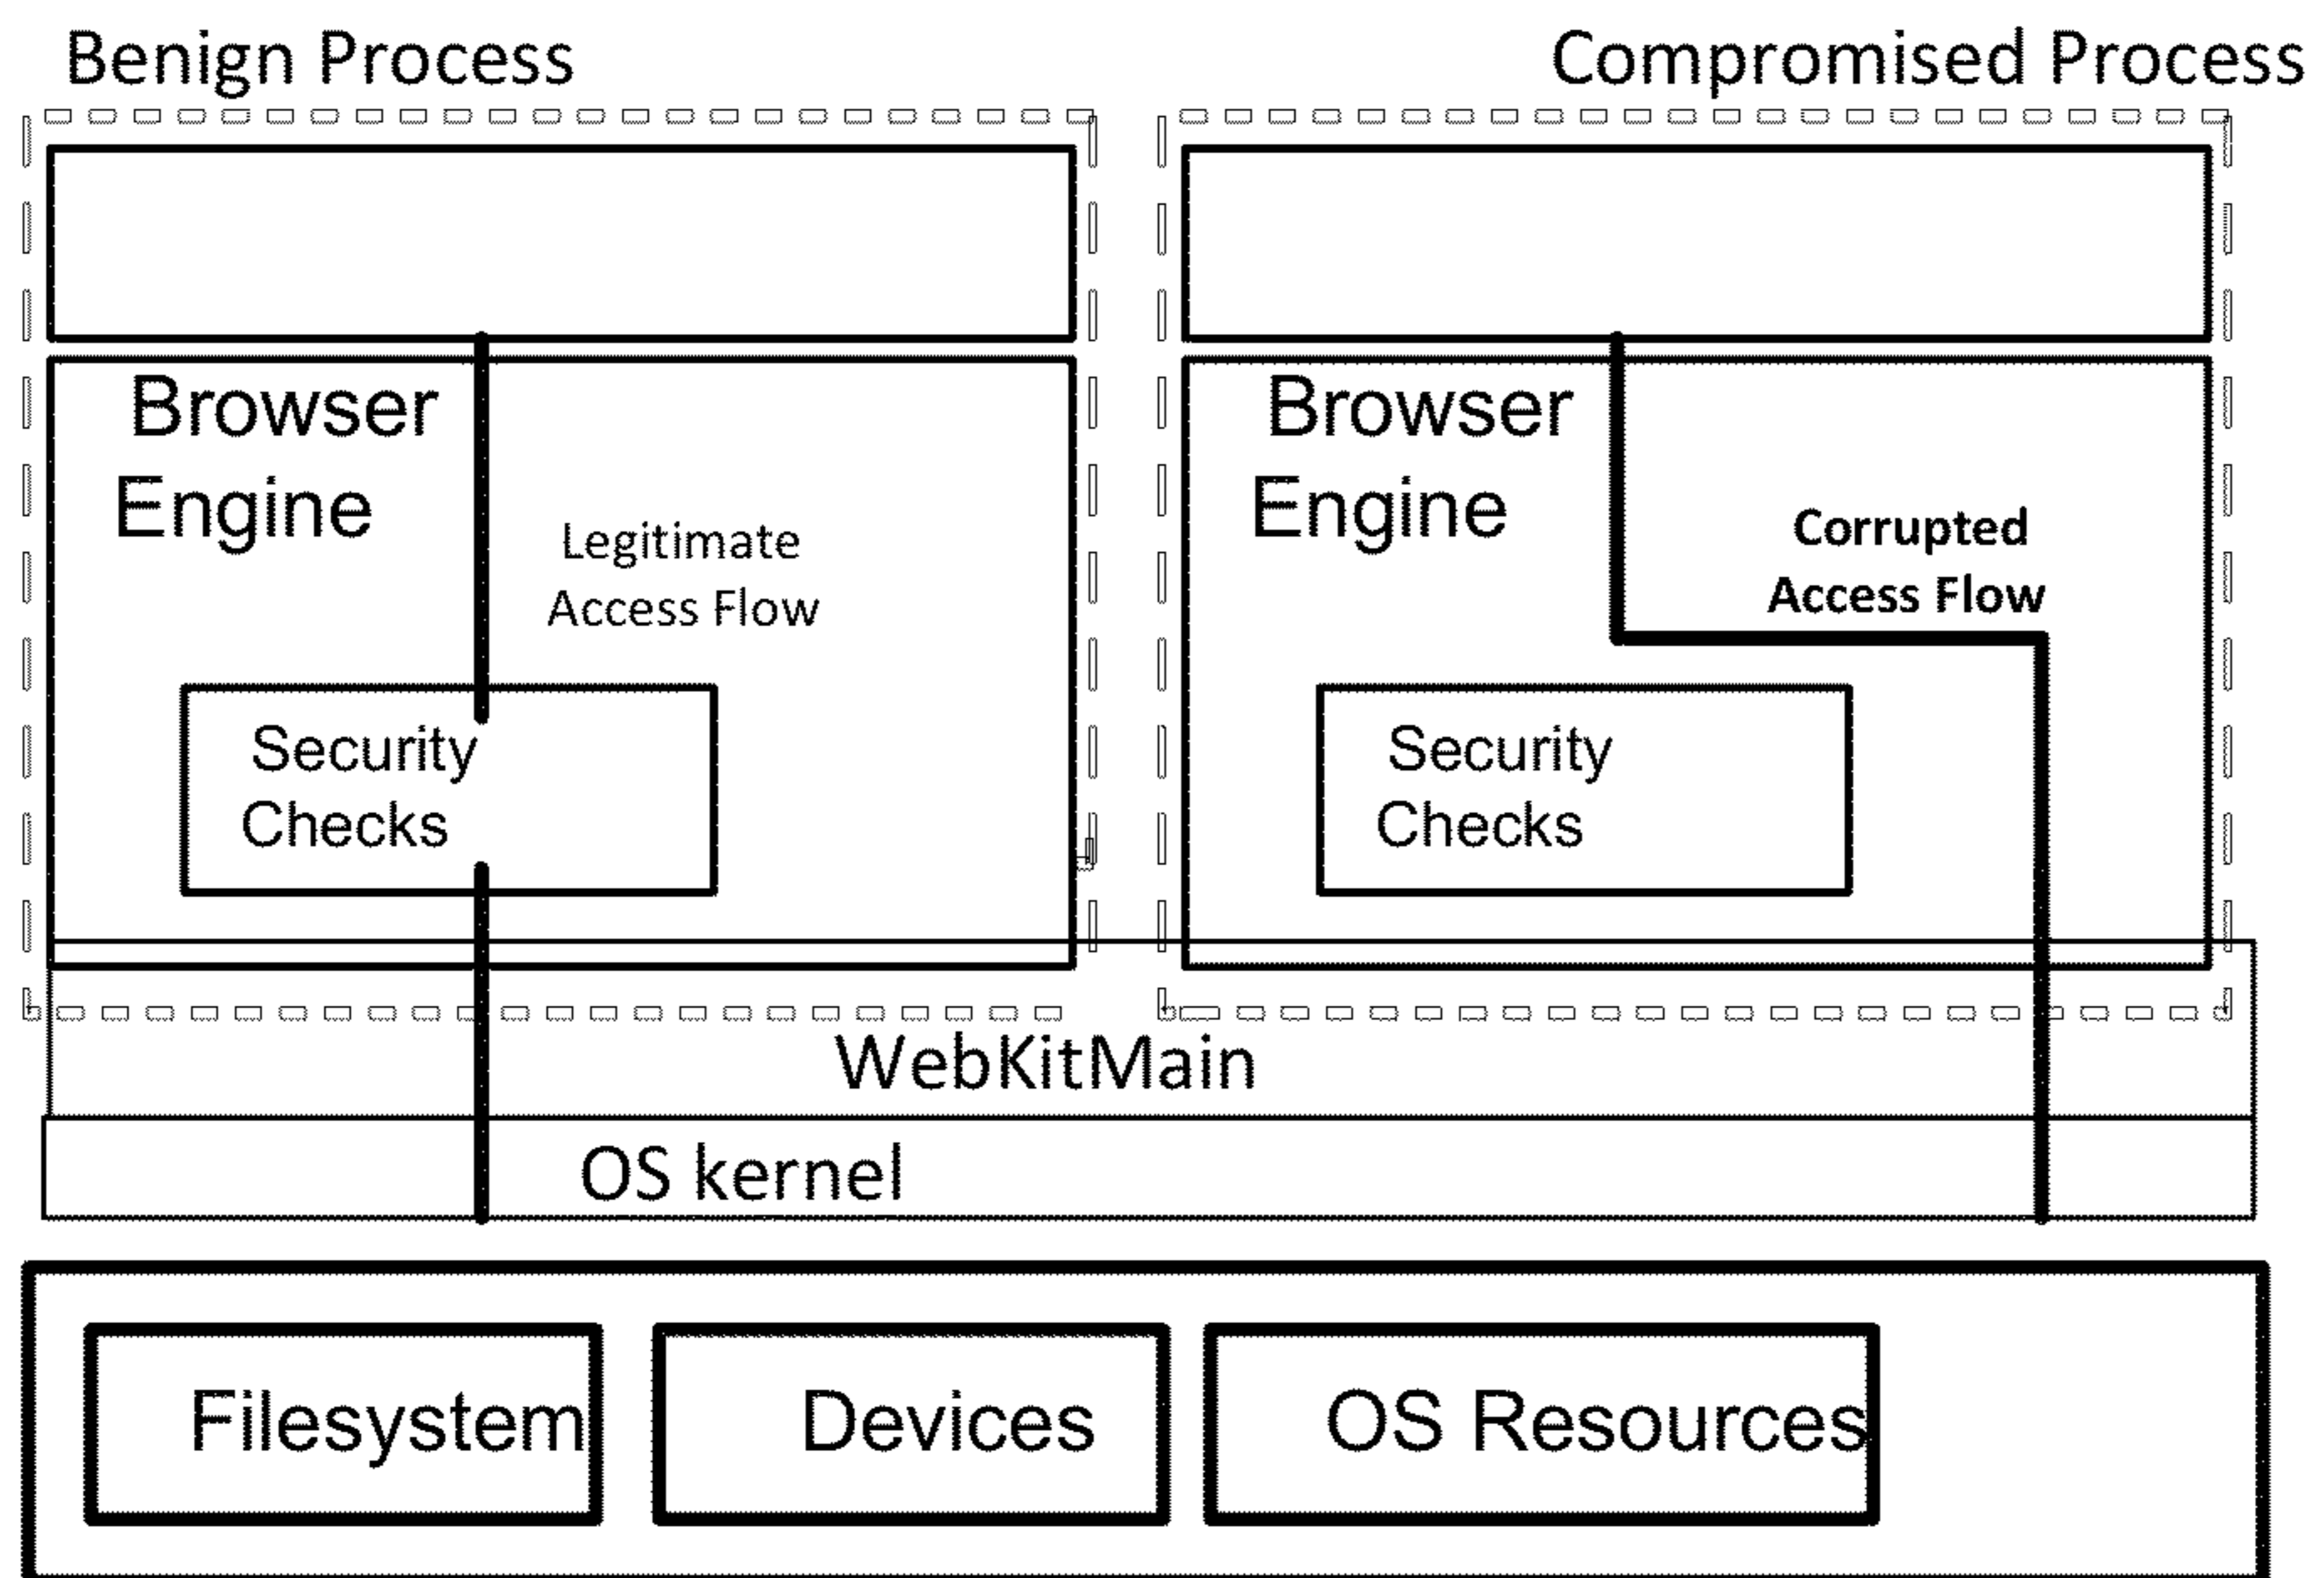 Benign Process
Compromised Process
Browser
Engine
Legitimate
Access Flow
Security
Checks
Browser
Engine
Corrupted
Access Flow
Security
Checks
WebKitMain
OS kernel
Filesystem
Devices
OS Resources